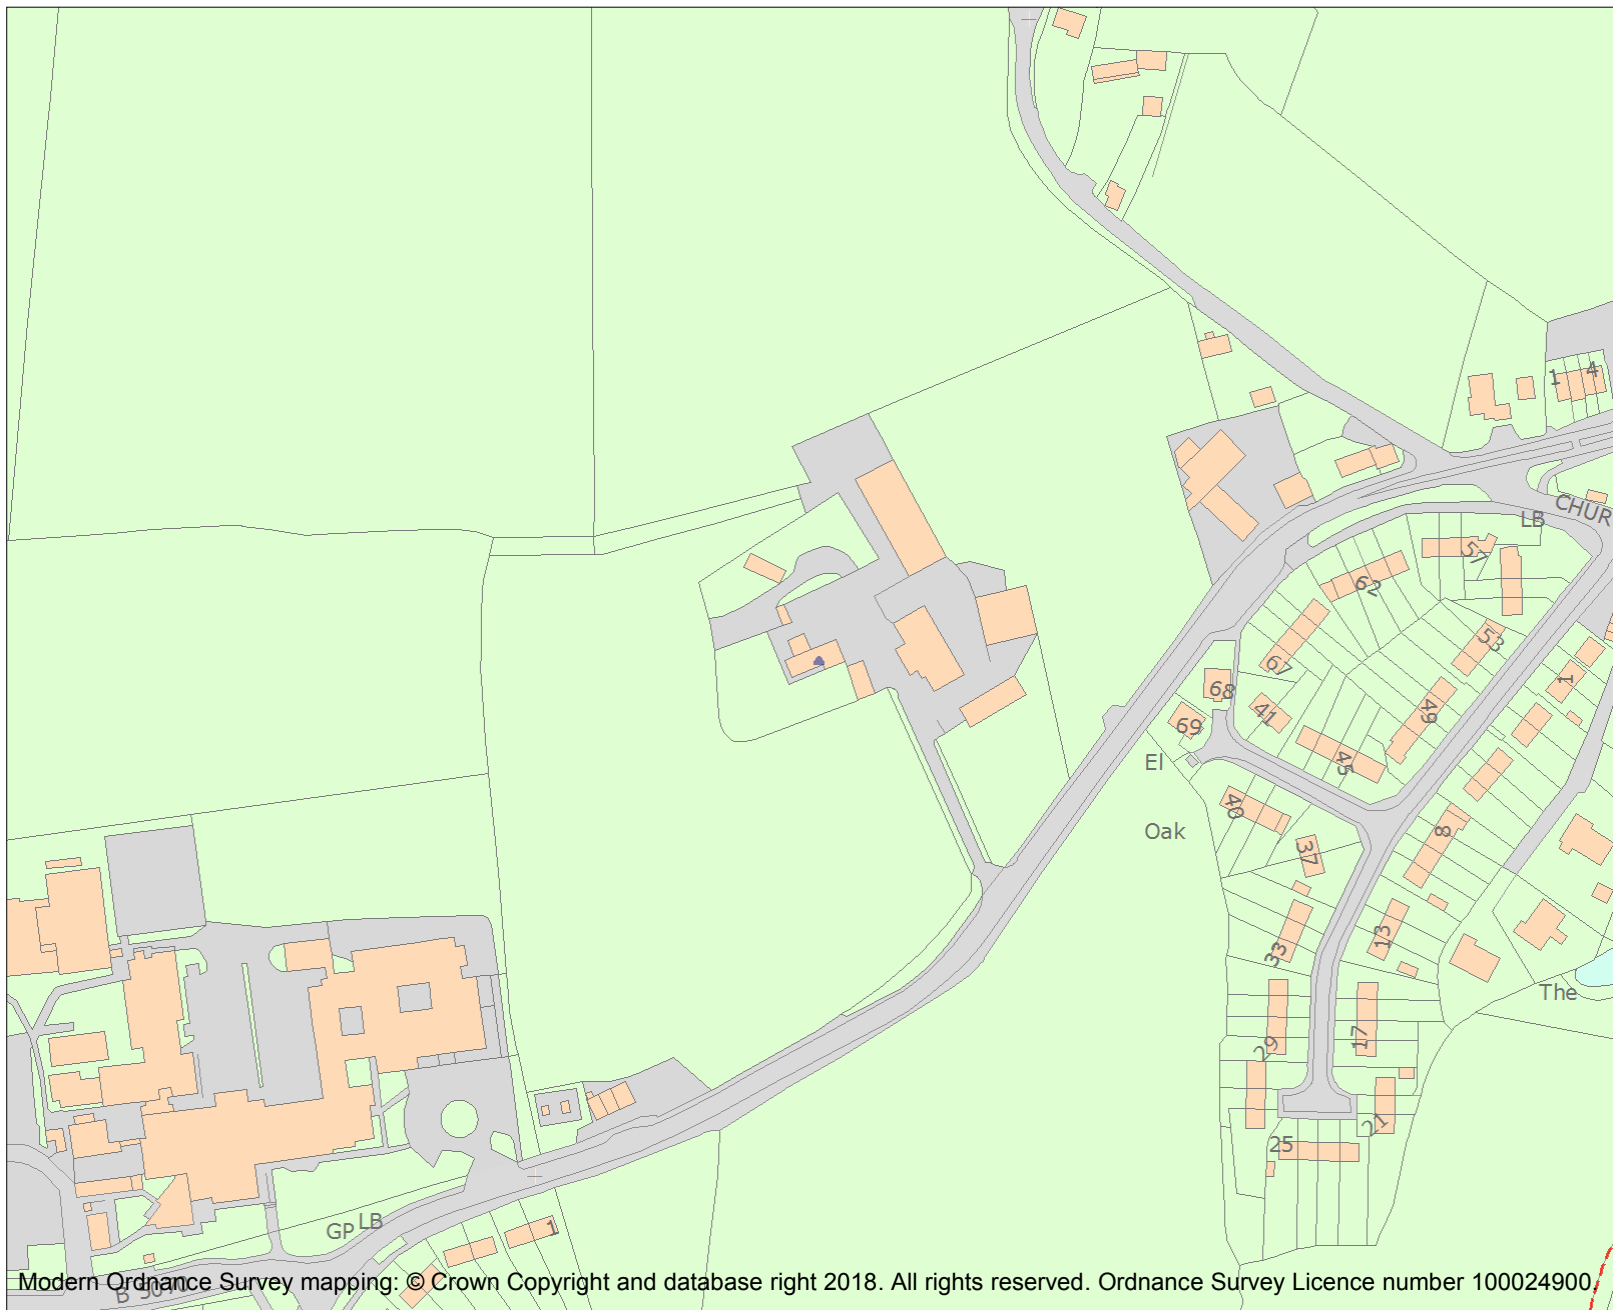 1
4
CHUR
LB
57
62
53
67
1
68
41
49
69
45
El
40
8
Oak
37
13
33
The
17
29
21
25
LB
GP
1
B 5070
Modern Ordnance Survey mapping: © Crown Copyright and database right 2018. All rights reserved. Ordnance Survey Licence number 100024900.